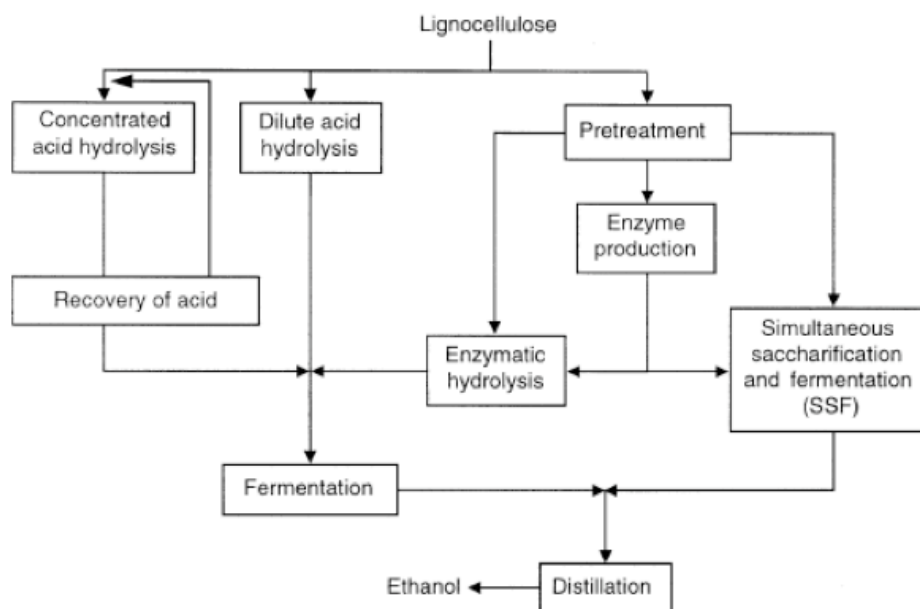 Lignocellulose
Concentrated
acid hydrolysis
Dilute acid
hydrolysis
Pretreatment
Enzyme
production
Recovery of acid
Enzymatic
hydrolysis
Simultaneous
saccharification
and fermentation
(SSF)
Fermentation
Ethanol
Distillation